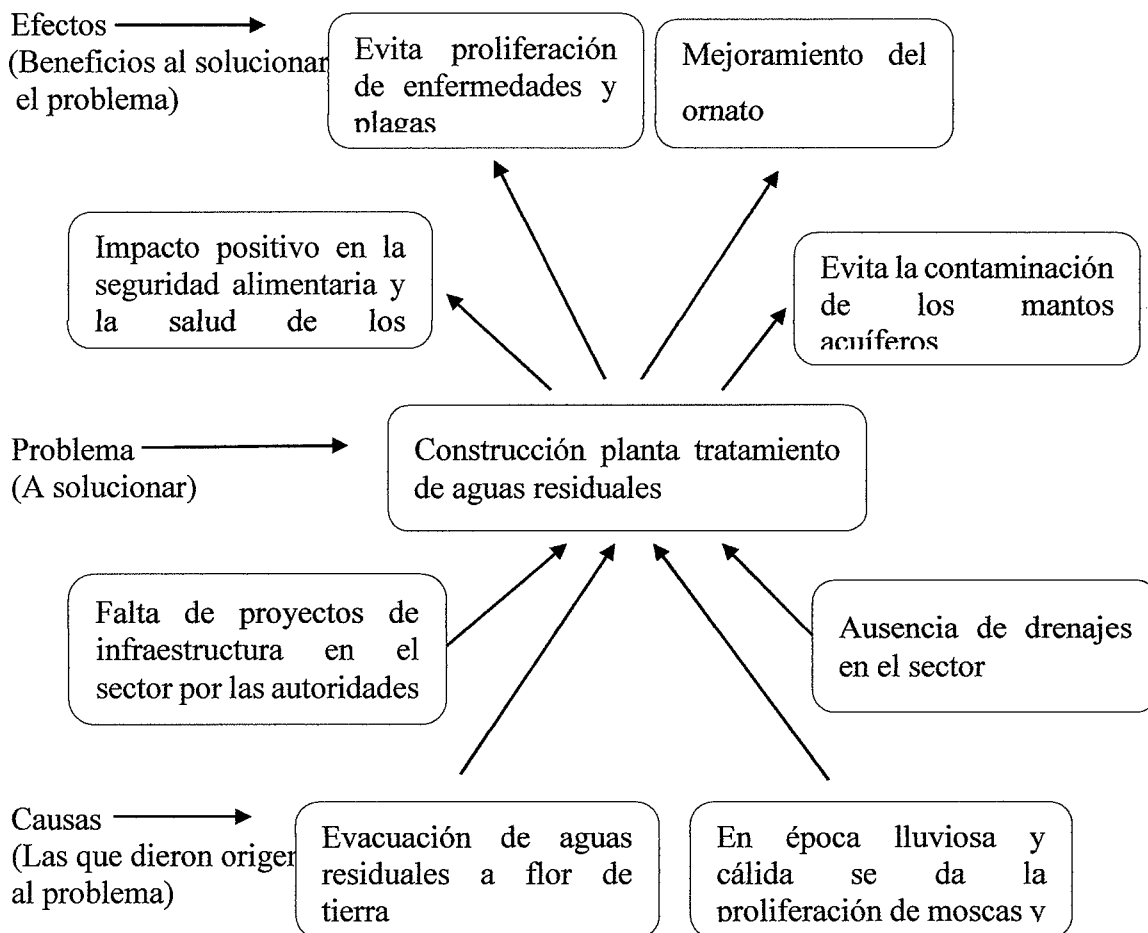 Efectos
(Beneficios al solucionar
el problema)
Evita proliferación
de enfermedades y
plagas
Mejoramiento del
ornato
Impacto positivo en la
seguridad alimentaria y
la salud de los
Evita la contaminación
de los mantos
acuíferos
Problema
(A solucionar)
Construcción planta tratamiento
de aguas residuales
Falta de proyectos de
infraestructura en el
sector por las autoridades
Ausencia de drenajes
en el sector
Causas
(Las que dieron origen
al problema)
Evacuación de aguas
residuales a flor de
tierra
En época lluviosa y
cálida se da la
proliferación de moscas y